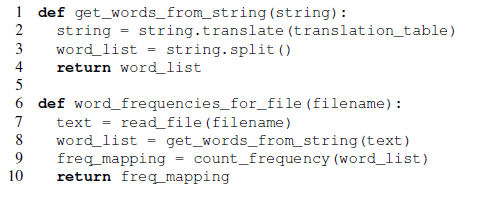 1 def get_words_from_string(string):
2   string = string.translate(translation_table)
3   word_list = string.split()
4   return word_list
5
6 def word_frequencies_for_file(filename):
7   text = read_file(filename)
8   word_list = get_words_from_string(text)
9   freq_mapping = count_frequency(word_list)
10   return freq_mapping